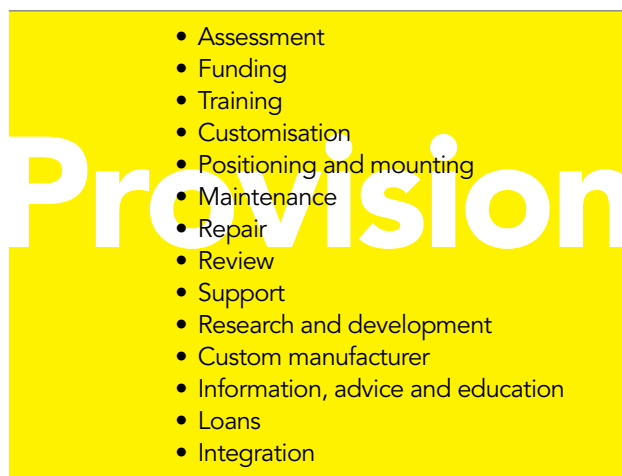 • Assessment
• Funding
• Training
• Customisation
• Positioning and mounting
• Maintenance
• Repair
• Review
• Support
• Research and development
• Custom manufacturer
• Information, advice and education
• Loans
• Integration
Provision